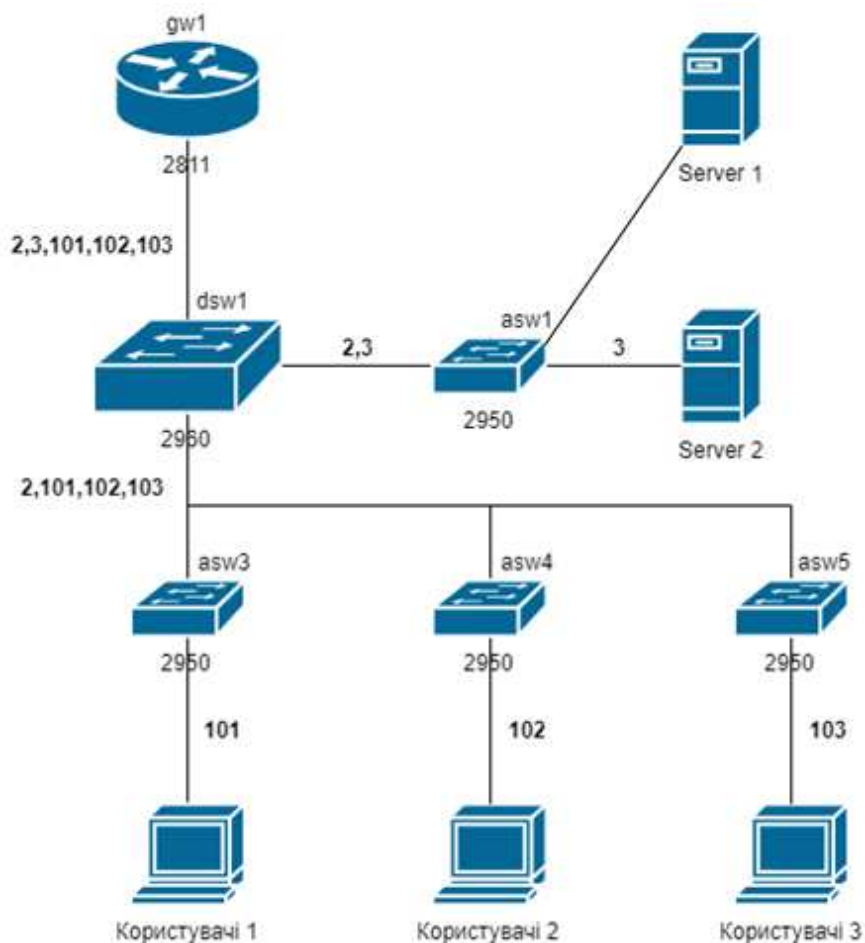 gw1
2811
Server 1
2,3,101,102,103
dsw1
asw1
2,3
3
2950
2960
Server 2
2,101,102,103
asw3
asw4
asw5
2950
2950
2950
101
102
103
Користувачі 1
Користувачі 2
Користувачі 3